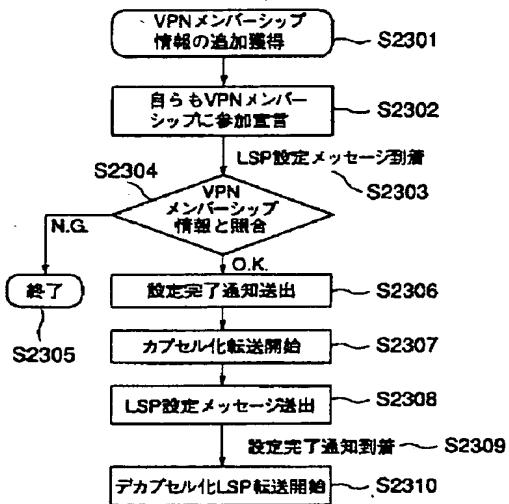 VPNメンバーシップ
情報の追加獲得
S2301
自らもVPNメンバー
シップに参加宣言
S2302
LSP設定メッセージ到着
S2303
S2304
VPN
メンバーシップ
情報と照合
N.G.
O.K.
終了
S2305
設定完了通知送出
S2306
カプセル化転送開始
S2307
LSP設定メッセージ送出
S2308
設定完了通知到着
S2309
デカプセル化LSP転送開始
S2310